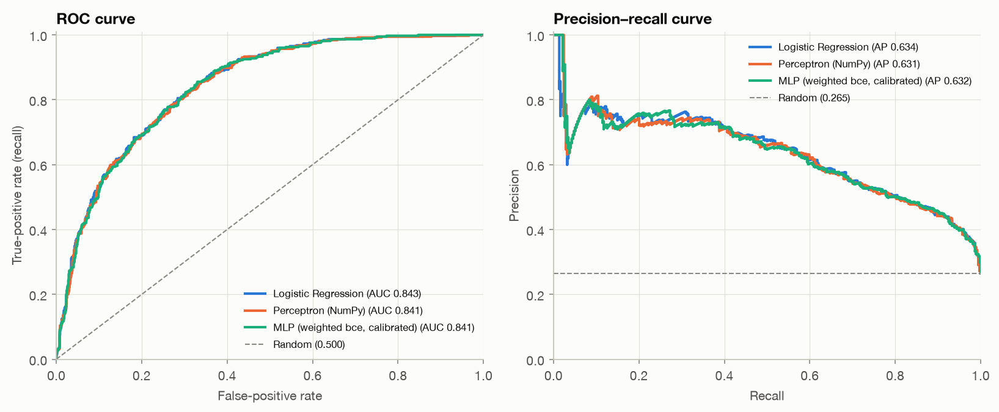 ROC curve
1.0
0.8
0.6
0.4
0.2
0.0
True-positive rate (recall)
Logistic Regression (AUC 0.843)
Perceptron (NumPy) (AUC 0.841)
MLP (weighted bce, calibrated) (AUC 0.841)
Random (0.500)
0.0 0.2 0.4 0.6 0.8 1.0
False-positive rate
Precision–recall curve
1.0
0.8
0.6
0.4
0.2
0.0
Precision
Logistic Regression (AP 0.634)
Perceptron (NumPy) (AP 0.631)
MLP (weighted bce, calibrated) (AP 0.632)
Random (0.265)
0.0 0.2 0.4 0.6 0.8 1.0
Recall